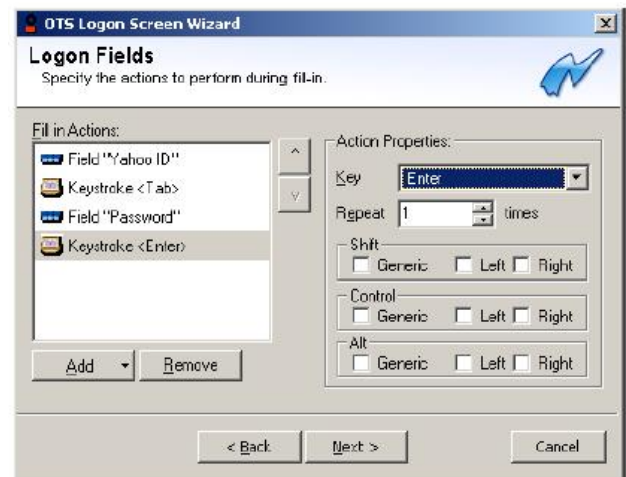 OTS Logon Screen Wizard
Logon Fields
Specify the actions to perform during fill-in.
Fill in Actions:
Field "Yahoo ID"
Keystroke <Tab>
Field "Password"
Keystroke <Enter>
Add
Remove
Action Properties:
Key Enter
Repeat 1 times
Shift
Generic Left Right
Control
Generic Left Right
Alt
Generic Left Right
< Back
Next >
Cancel